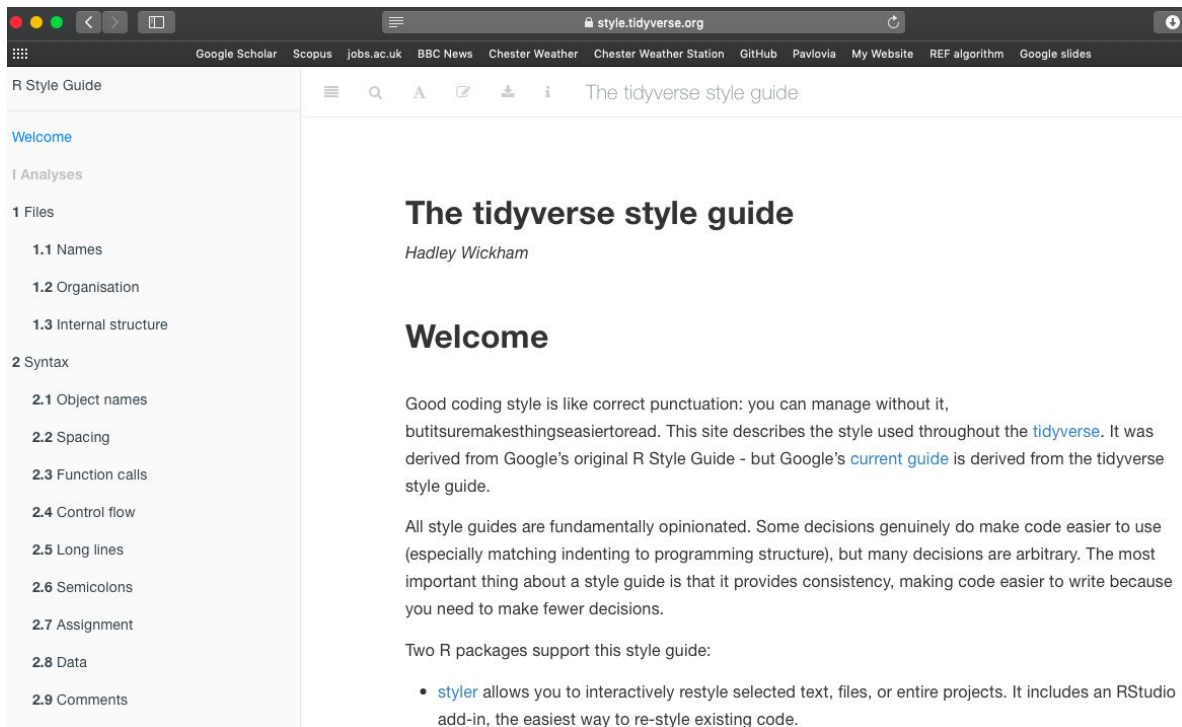 style.tidyverse.org
Google Scholar Scopus jobs.ac.uk BBC News Chester Weather Chester Weather Station GitHub Pavlovia My Website REF algorithm Google slides
R Style Guide
Welcome
I Analyses
1 Files
1.1 Names
1.2 Organisation
1.3 Internal structure
2 Syntax
2.1 Object names
2.2 Spacing
2.3 Function calls
2.4 Control flow
2.5 Long lines
2.6 Semicolons
2.7 Assignment
2.8 Data
2.9 Comments
A i The tidyverse style guide
The tidyverse style guide
Hadley Wickham
Welcome
Good coding style is like correct punctuation: you can manage without it,
butitsuremakesthingseasiertoread. This site describes the style used throughout the tidyverse. It was
derived from Google's original R Style Guide - but Google's current guide is derived from the tidyverse
style guide.
All style guides are fundamentally opinionated. Some decisions genuinely do make code easier to use
(especially matching indenting to programming structure), but many decisions are arbitrary. The most
important thing about a style guide is that it provides consistency, making code easier to write because
you need to make fewer decisions.
Two R packages support this style guide:
• styler allows you to interactively restyle selected text, files, or entire projects. It includes an RStudio
add-in, the easiest way to re-style existing code.